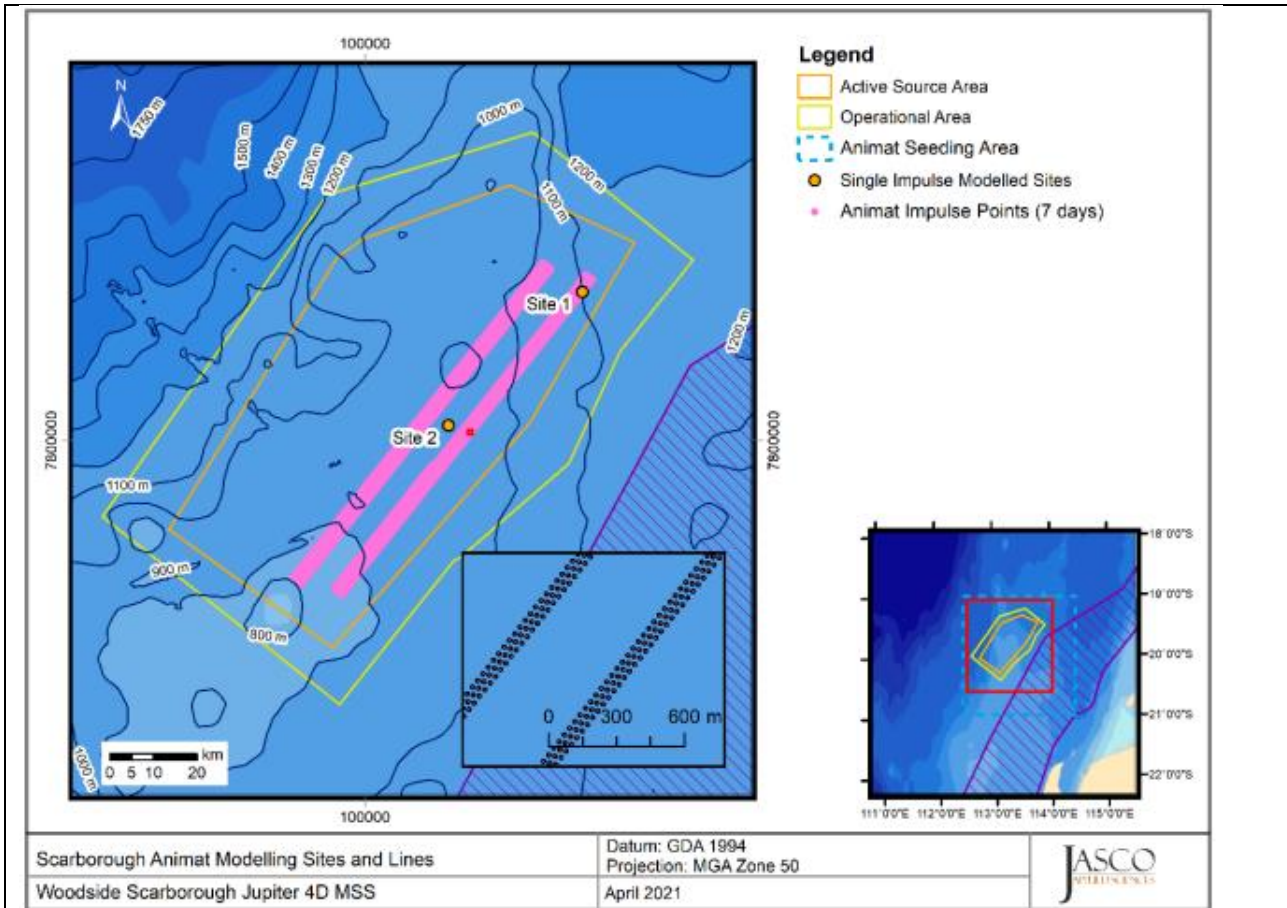 100000
Legend
Active Source Area
Operational Area
Animat Seeding Area
Single Impulse Modelled Sites
Animat Impulse Points (7 days)
N
1750 m
1500 m
1400 m
1300 m
1200 m
1000 m
1100 m
1200 m
Site 1
1200 m
Site 2
7800000
7800000
1100 m
900 m
800 m
1000 m
0 300 600 m
km
0 5 10 20
100000
18°0'0"S
19°0'0"S
20°0'0"S
21°0'0"S
22°0'0"S
111°0'0"E 112°0'0"E 113°0'0"E 114°0'0"E 115°0'0"E
Scarborough Animat Modelling Sites and Lines
Datum: GDA 1994
Projection: MGA Zone 50
Woodside Scarborough Jupiter 4D MSS
April 2021
JASCO
APPLIED SCIENCES